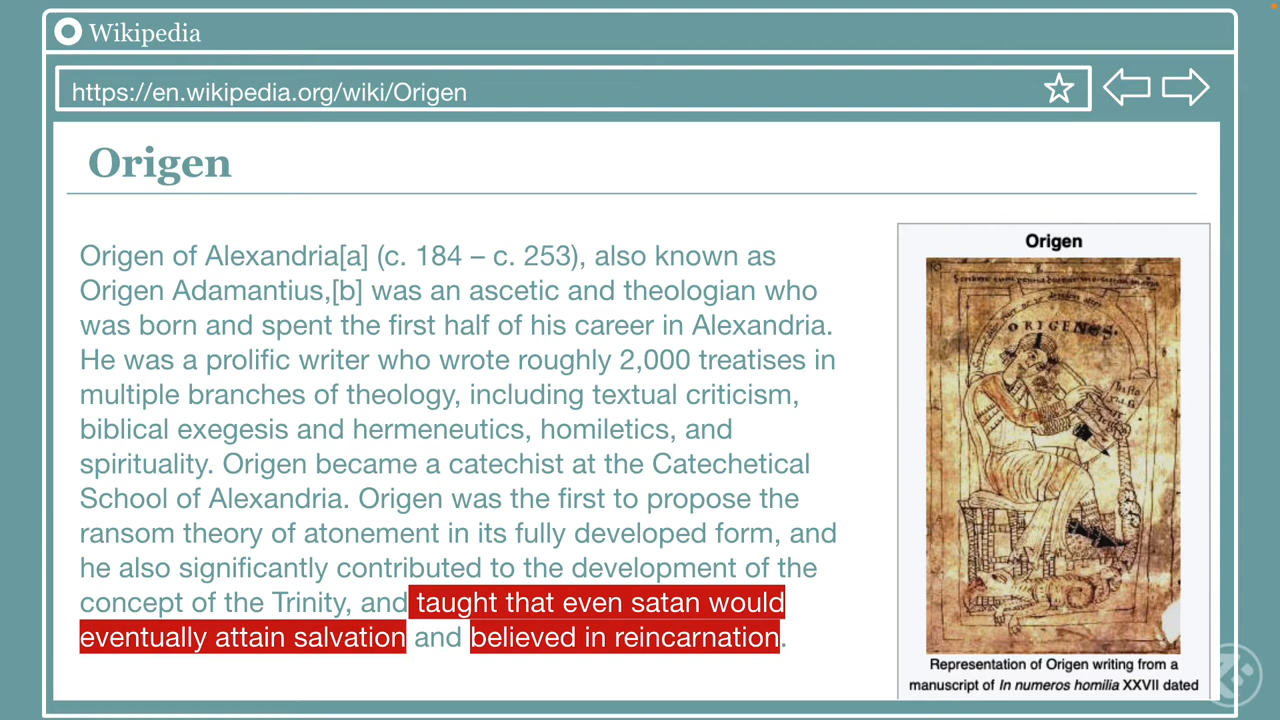 Wikipedia
https://en.wikipedia.org/wiki/Origen
Origen
Origen of Alexandria[a] (c. 184 – c. 253), also known as
Origen Adamantius,[b] was an ascetic and theologian who
was born and spent the first half of his career in Alexandria.
He was a prolific writer who wrote roughly 2,000 treatises in
multiple branches of theology, including textual criticism,
biblical exegesis and hermeneutics, homiletics, and
spirituality. Origen became a catechist at the Catechetical
School of Alexandria. Origen was the first to propose the
ransom theory of atonement in its fully developed form, and
he also significantly contributed to the development of the
concept of the Trinity, and taught that even satan would
eventually attain salvation and believed in reincarnation.
Origen
ORIGENES
Representation of Origen writing from a
manuscript of In numeros homilia XXVII dated